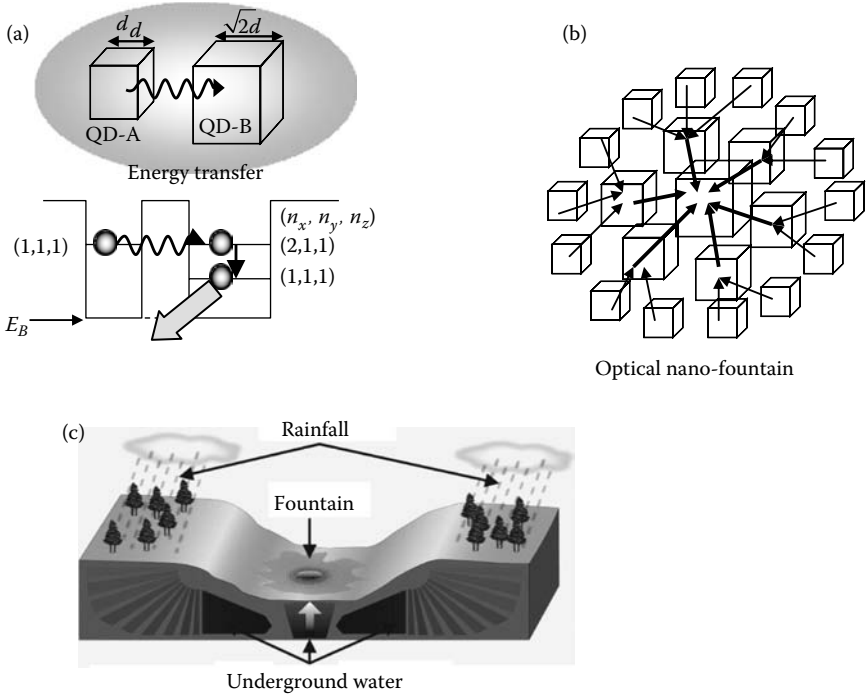 (a)
d_d
√2d
QD-A
QD-B
Energy transfer
(n_x, n_y, n_z)
(1,1,1)
(2,1,1)
(1,1,1)
E_B
(b)
Optical nano-fountain
(c)
Rainfall
Fountain
Underground water